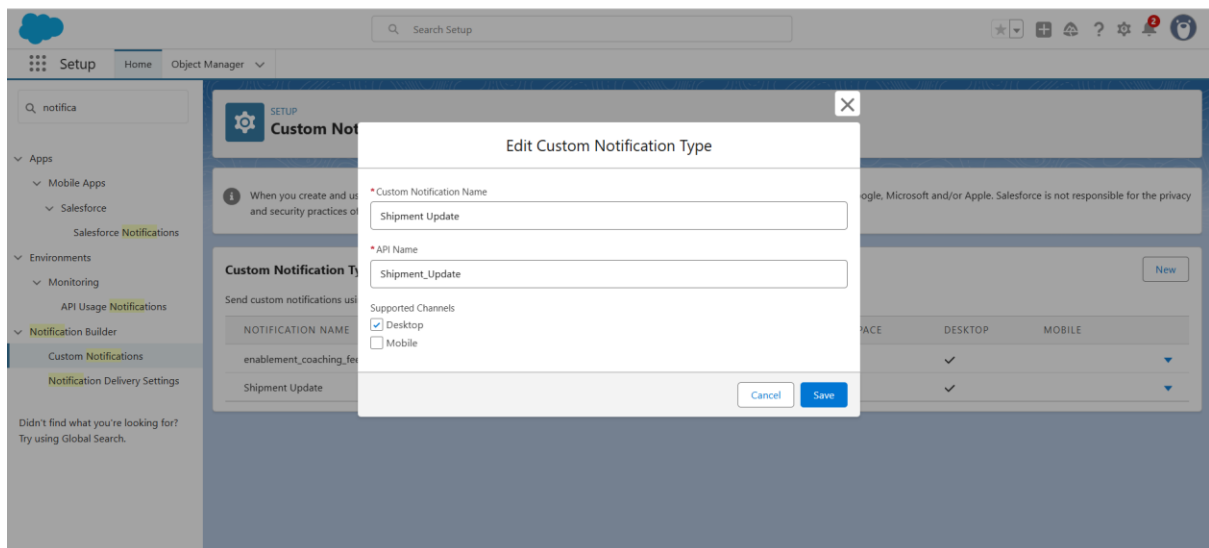 Search Setup
2
Setup
Home
Object Manager
notifica
Apps
Mobile Apps
Salesforce
Salesforce Notifications
Environments
Monitoring
API Usage Notifications
Notification Builder
Custom Notifications
Notification Delivery Settings
Didn't find what you're looking for?
Try using Global Search.
SETUP
Custom Not
When you create and us
ogle, Microsoft and/or Apple. Salesforce is not responsible for the privacy
and security practices of
Custom Notification Ty
New
Send custom notifications usi
NOTIFICATION NAME
PACE
DESKTOP
MOBILE
enablement_coaching_fee
Shipment Update
Edit Custom Notification Type
*Custom Notification Name
Shipment Update
*API Name
Shipment_Update
Supported Channels
Desktop
Mobile
Cancel
Save